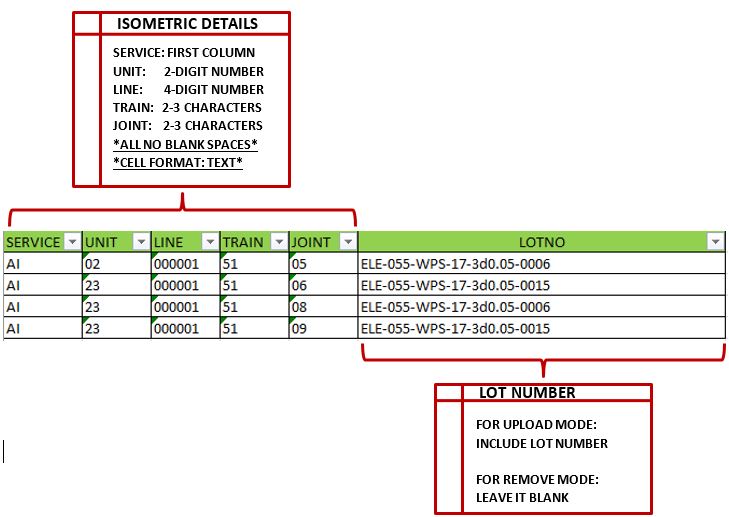 ISOMETRIC DETAILS
SERVICE: FIRST COLUMN
UNIT: 2-DIGIT NUMBER
LINE: 4-DIGIT NUMBER
TRAIN: 2-3 CHARACTERS
JOINT: 2-3 CHARACTERS
*ALL NO BLANK SPACES*
*CELL FORMAT: TEXT*
SERVICE UNIT LINE TRAIN JOINT LOTNO
AI 02 000001 51 05 ELE-055-WPS-17-3d0.05-0006
AI 23 000001 51 06 ELE-055-WPS-17-3d0.05-0015
AI 23 000001 51 08 ELE-055-WPS-17-3d0.05-0006
AI 23 000001 51 09 ELE-055-WPS-17-3d0.05-0015
LOT NUMBER
FOR UPLOAD MODE:
INCLUDE LOT NUMBER
FOR REMOVE MODE:
LEAVE IT BLANK